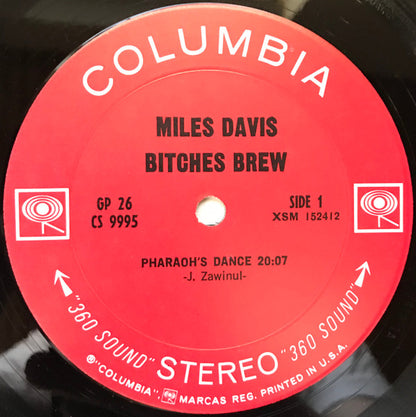 COLUMBIA
MILES DAVIS
BITCHES BREW
GP 26
CS 9995
SIDE 1
XSM 152412
PHARAOH'S DANCE 20:07
-J. Zawinul-
"360 SOUND" STEREO "360 SOUND"
®"COLUMBIA", MARCAS REG. PRINTED IN U.S.A.